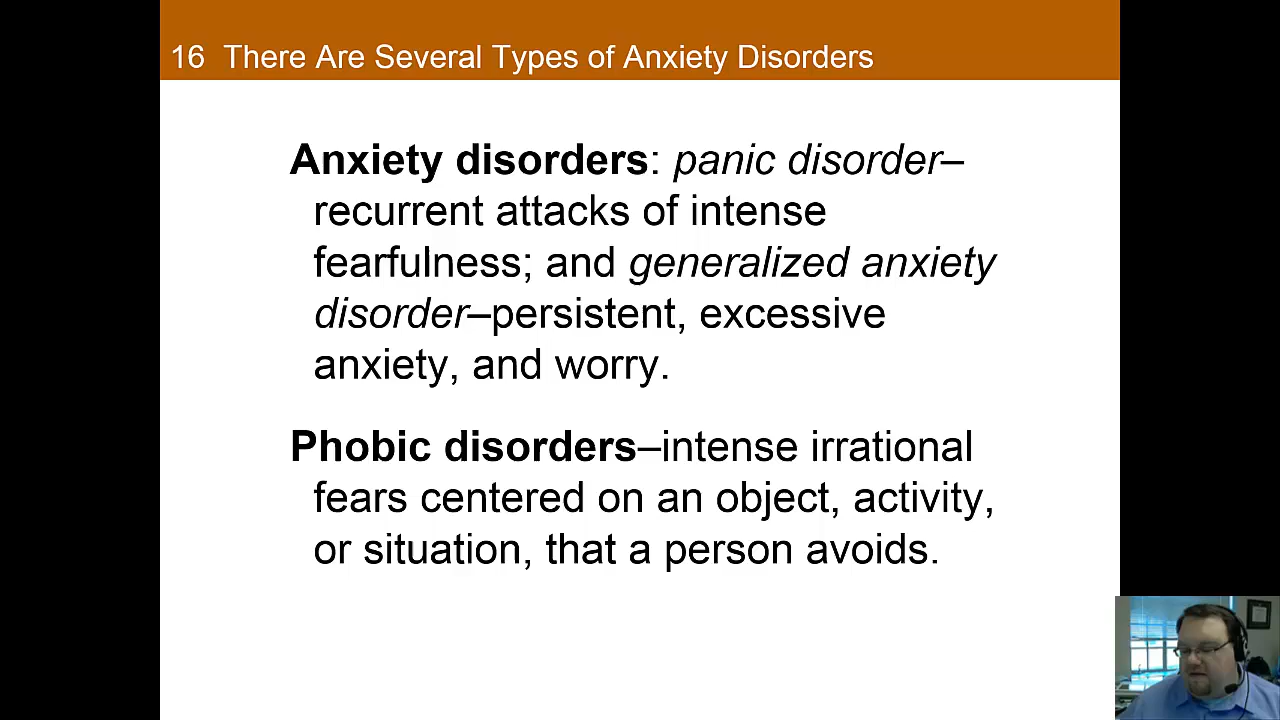 16 There Are Several Types of Anxiety Disorders
Anxiety disorders: panic disorder–
recurrent attacks of intense
fearfulness; and generalized anxiety
disorder–persistent, excessive
anxiety, and worry.
Phobic disorders–intense irrational
fears centered on an object, activity,
or situation, that a person avoids.